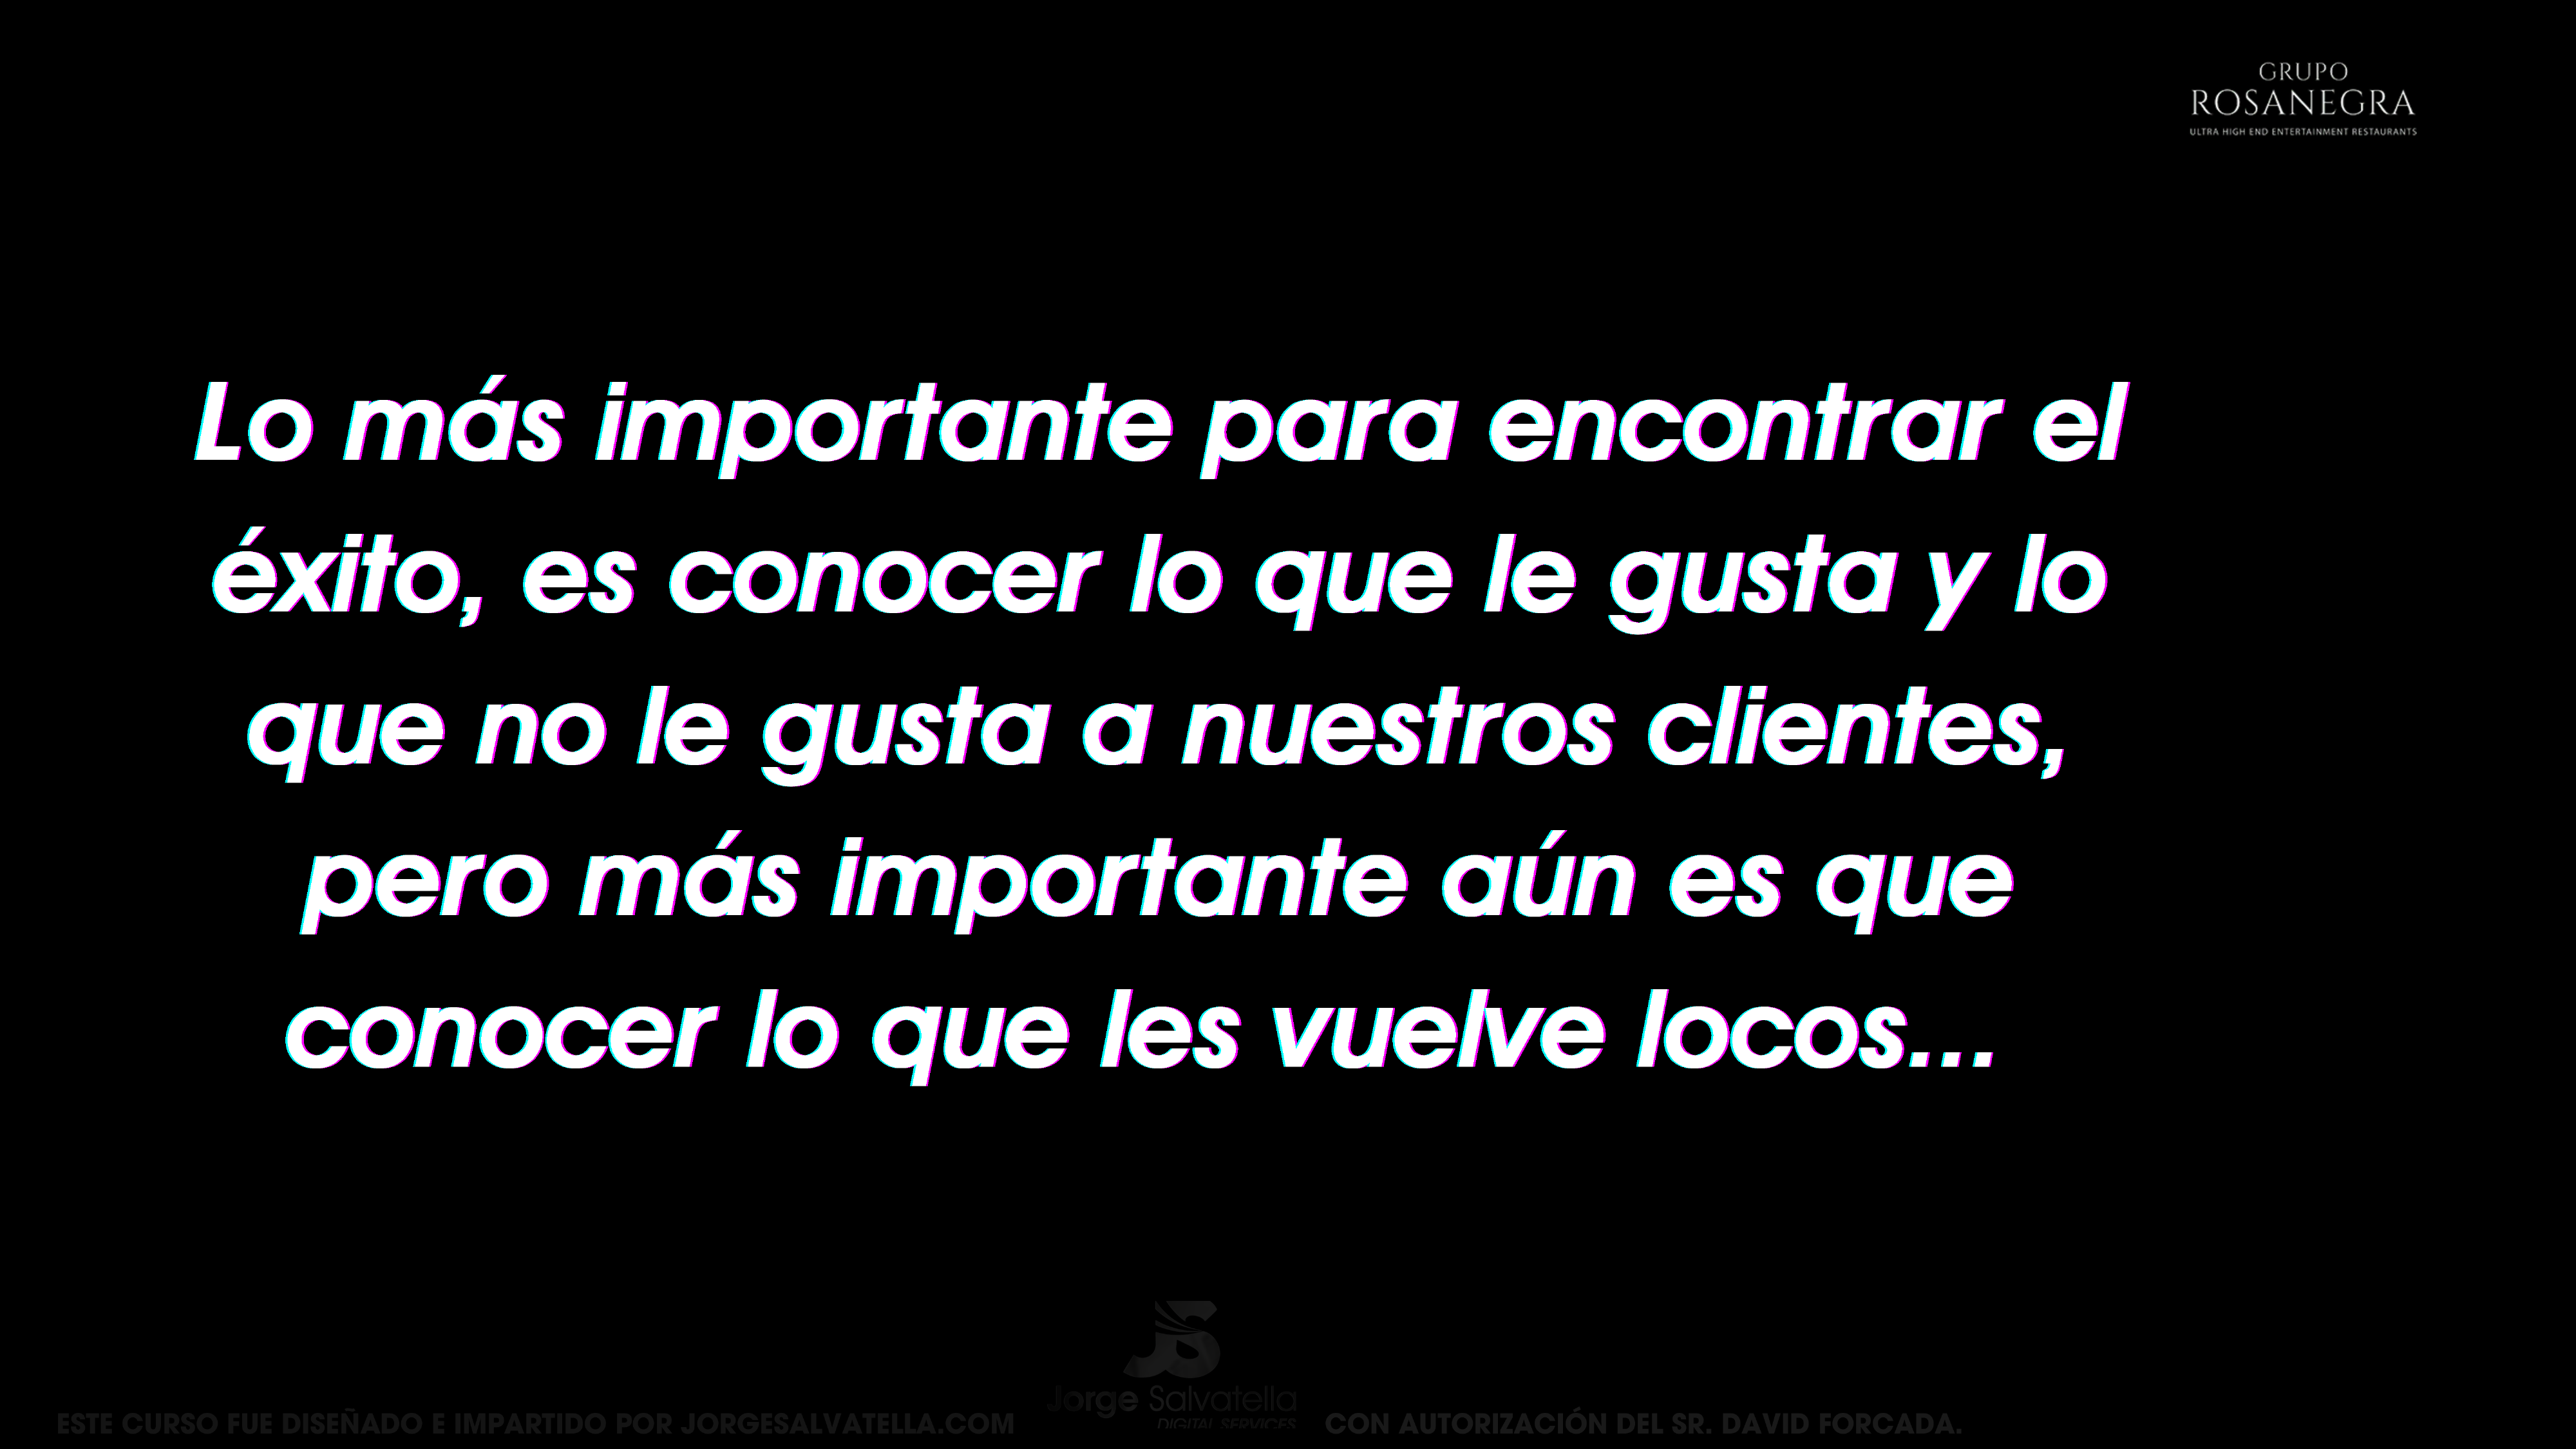 GRUPO
ROSANEGRA
ULTRA HIGH END ENTERTAINMENT RESTAURANTS
Lo más importante para encontrar el
éxito, es conocer lo que le gusta y lo
que no le gusta a nuestros clientes,
pero más importante aún es que
conocer lo que les vuelve locos...
JS
Jorge Salvatella
DIGITAL SERVICES
ESTE CURSO FUE DISEÑADO E IMPARTIDO POR JORGESALVATELLA.COM
CON AUTORIZACIÓN DEL SR. DAVID FORCADA.